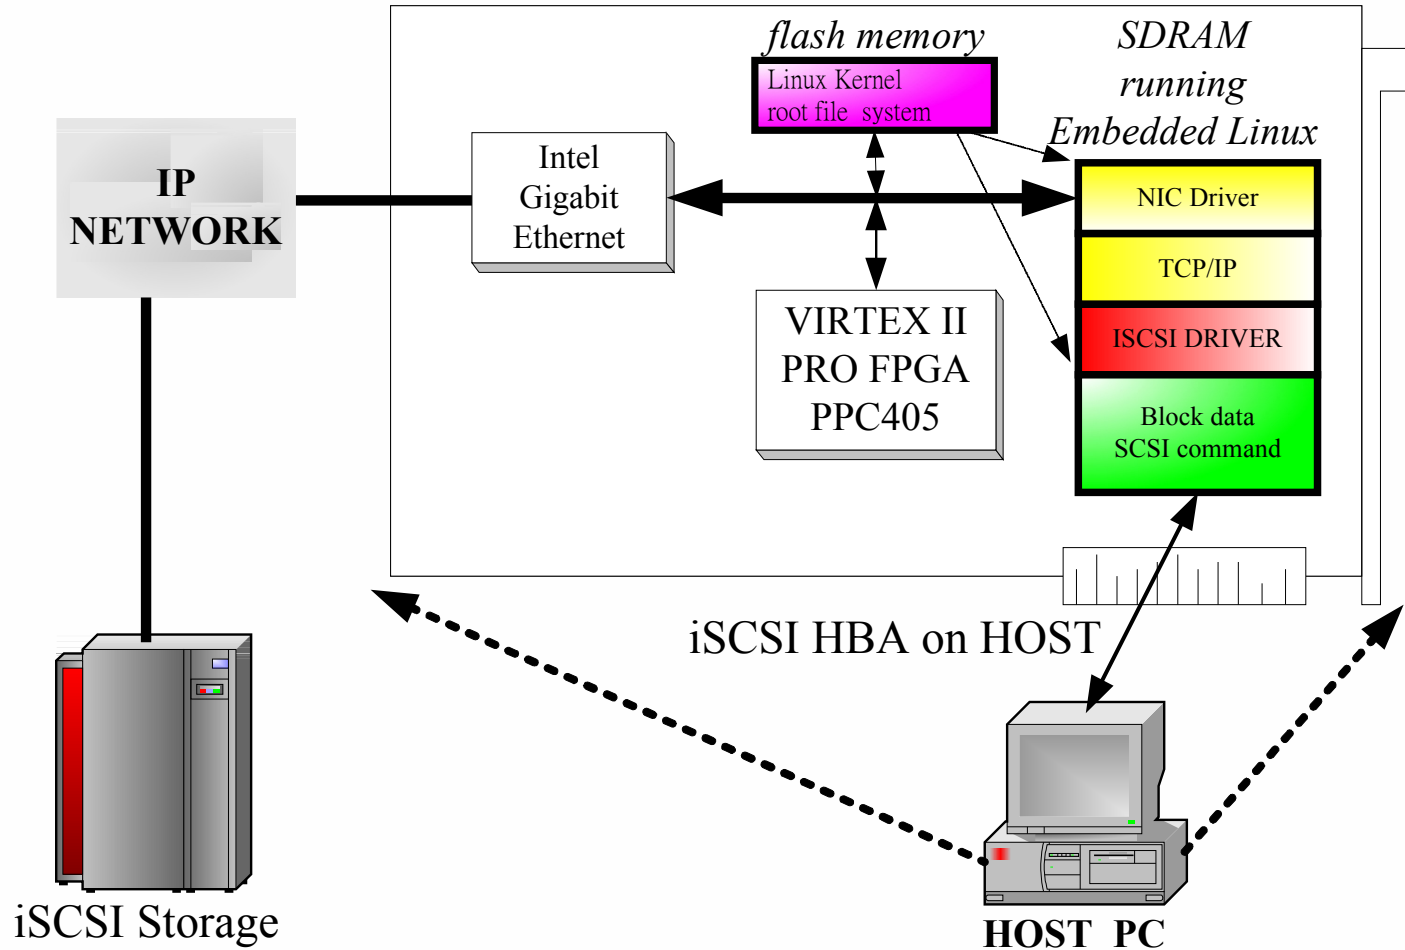 flash memory
Linux Kernel
root file system
SDRAM
running
Embedded Linux
IP
NETWORK
Intel
Gigabit
Ethernet
NIC Driver
TCP/IP
ISCSI DRIVER
Block data
SCSI command
VIRTEX II
PRO FPGA
PPC405
iSCSI HBA on HOST
iSCSI Storage
HOST PC